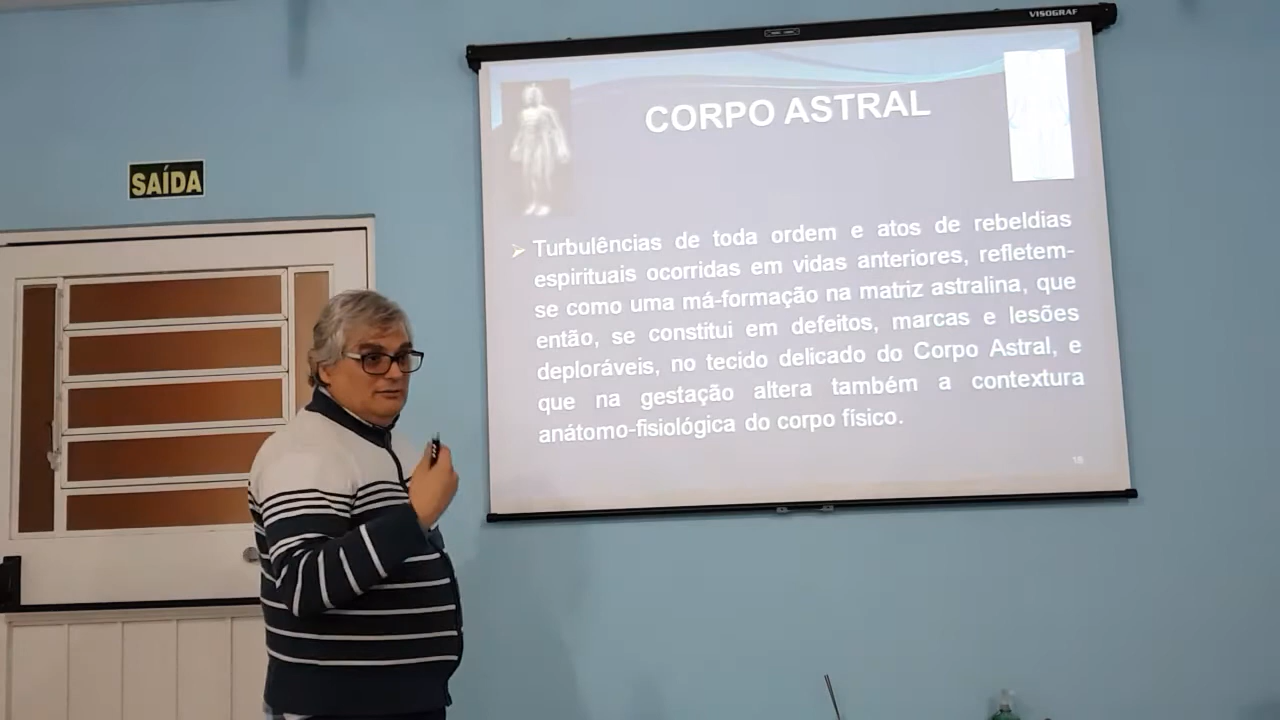 VISOGRAF
CORPO ASTRAL
SAÍDA
Turbulências de toda ordem e atos de rebeldias
espirituais ocorridas em vidas anteriores, refletem-
se como uma má-formação na matriz astralina, que
então, se constitui em defeitos, marcas e lesões
deploráveis, no tecido delicado do Corpo Astral, e
que na gestação altera também a contextura
anátomo-fisiológica do corpo físico.
18